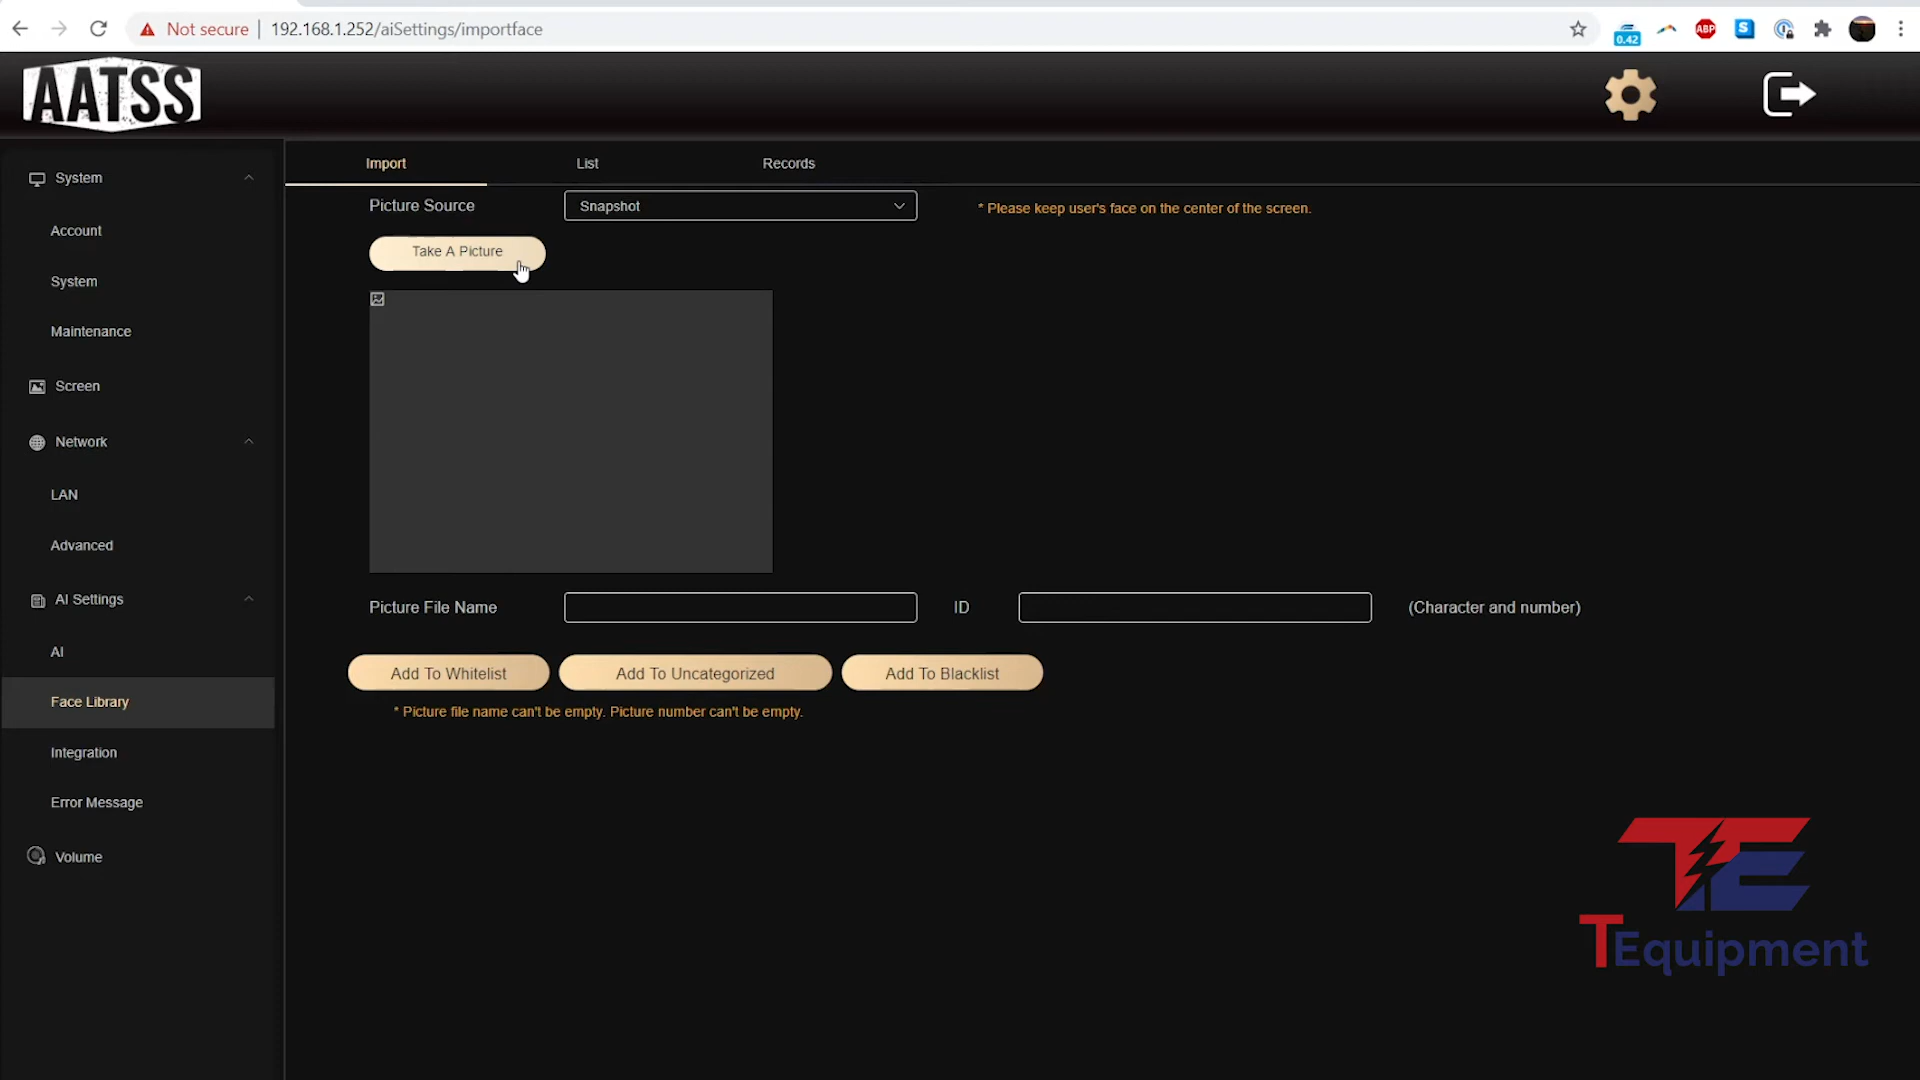 Not secure
192.168.1.252/aiSettings/importface
0.42
ABP
S
AATSS
System
Account
System
Maintenance
Screen
Network
LAN
Advanced
AI Settings
AI
Face Library
Integration
Error Message
Volume
Import
List
Records
Picture Source
Snapshot
* Please keep user's face on the center of the screen.
Take A Picture
Picture File Name
ID
(Character and number)
Add To Whitelist
Add To Uncategorized
Add To Blacklist
* Picture file name can't be empty. Picture number can't be empty.
TE
TEquipment